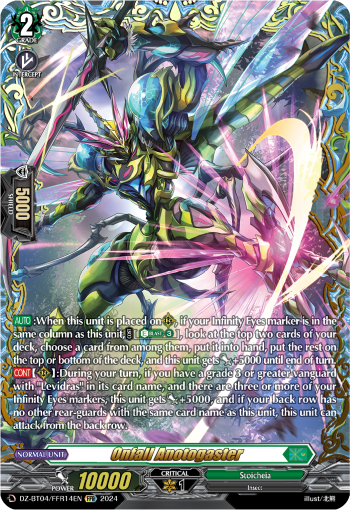 2
GRADE
INTERCEPT
5000
SHIELD
AUTO :When this unit is placed on RC, if your Infinity Eyes marker is in the
same column as this unit, COST [ E-BLAST 3 ], look at the top two cards of your
deck, choose a card from among them, put it into hand, put the rest on
the top or bottom of the deck, and this unit gets +5000 until end of turn.
CONT RC :During your turn, if you have a grade 3 or greater vanguard
with "Levidras" in its card name, and there are three or more of your
Infinity Eyes markers, this unit gets +5000, and if your back row has
no other rear-guards with the same card name as this unit, this unit can
attack from the back row.
NORMAL UNIT
Onfall Anotogaster
POWER 10000
CRITICAL
1
Stoicheia
Insect
DZ-BT04/FFR14EN FFR 2024
illust/北熊